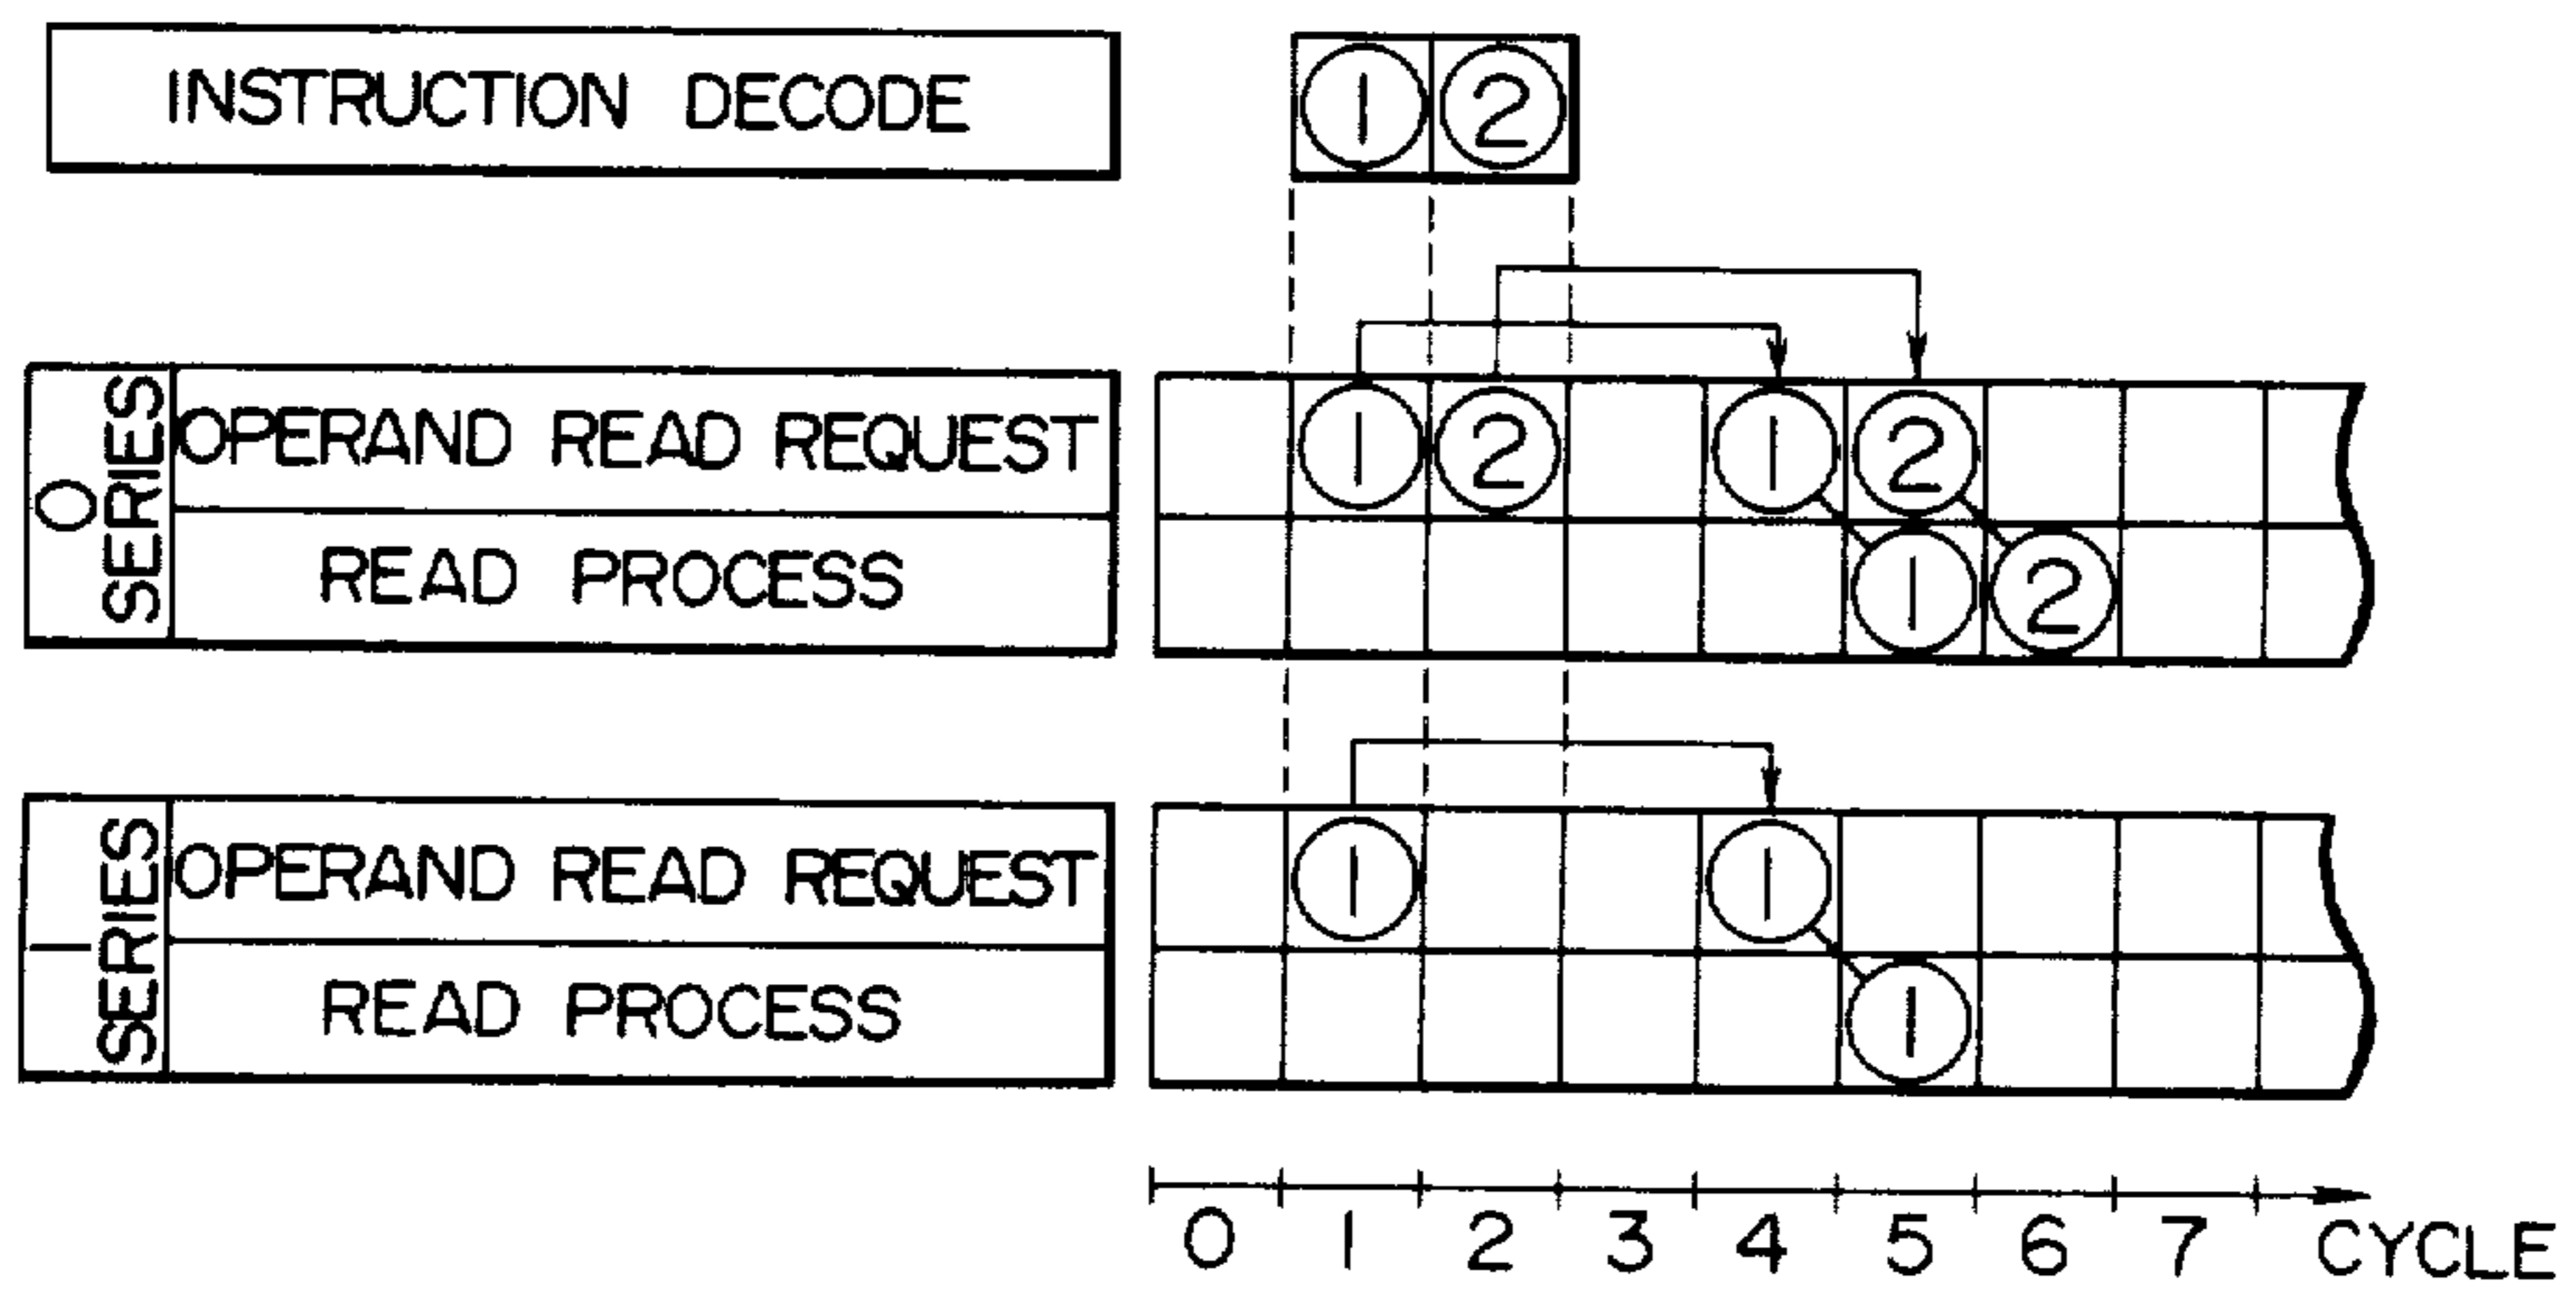 INSTRUCTION DECODE 1 2
0 SERIES
OPERAND READ REQUEST 1 2 1 2
READ PROCESS 1 2
1 SERIES
OPERAND READ REQUEST 1 1
READ PROCESS 1
0 1 2 3 4 5 6 7 CYCLE